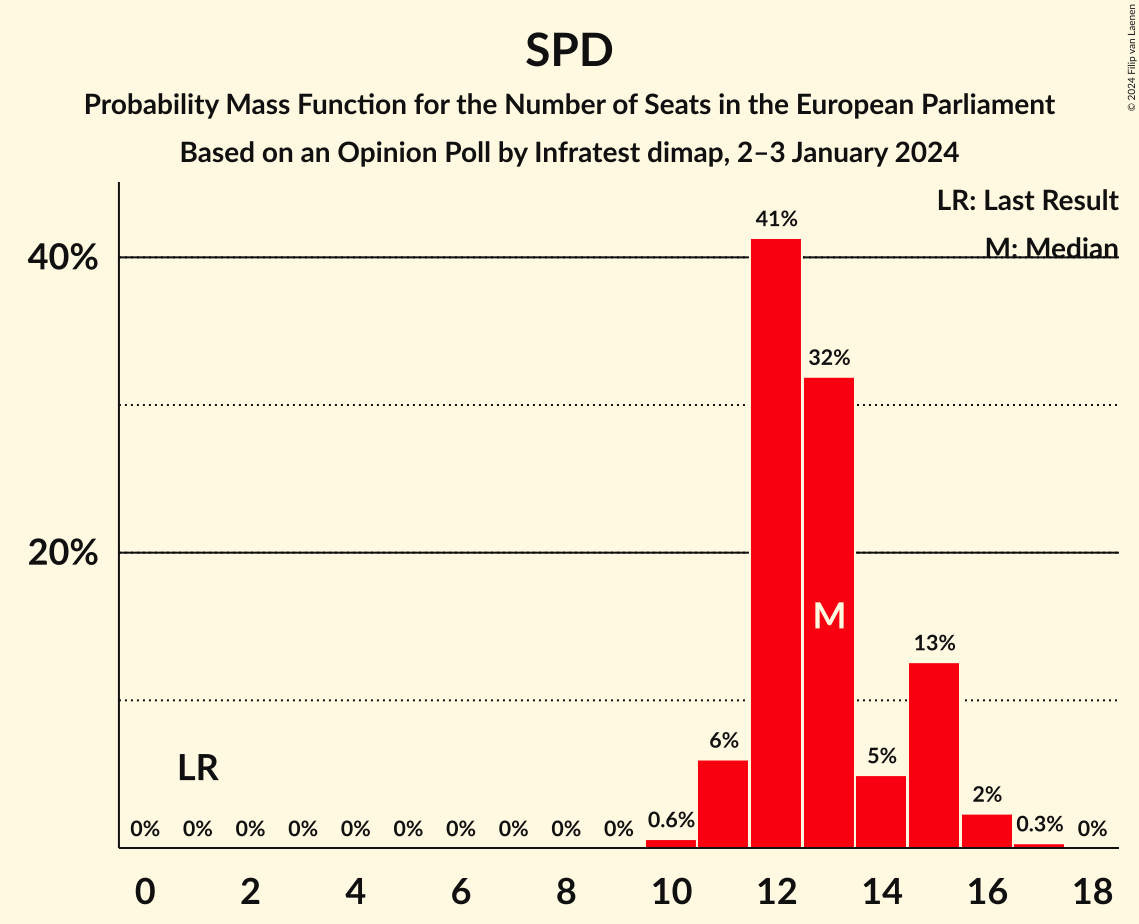 SPD
Probability Mass Function for the Number of Seats in the European Parliament
Based on an Opinion Poll by Infratest dimap, 2–3 January 2024
© 2024 Filip van Laenen
LR: Last Result
M: Median
40%
20%
41%
32%
M
13%
6%
5%
LR
2%
0% 0% 0% 0% 0% 0% 0% 0% 0% 0% 0.6% 0.3% 0%
0 2 4 6 8 10 12 14 16 18